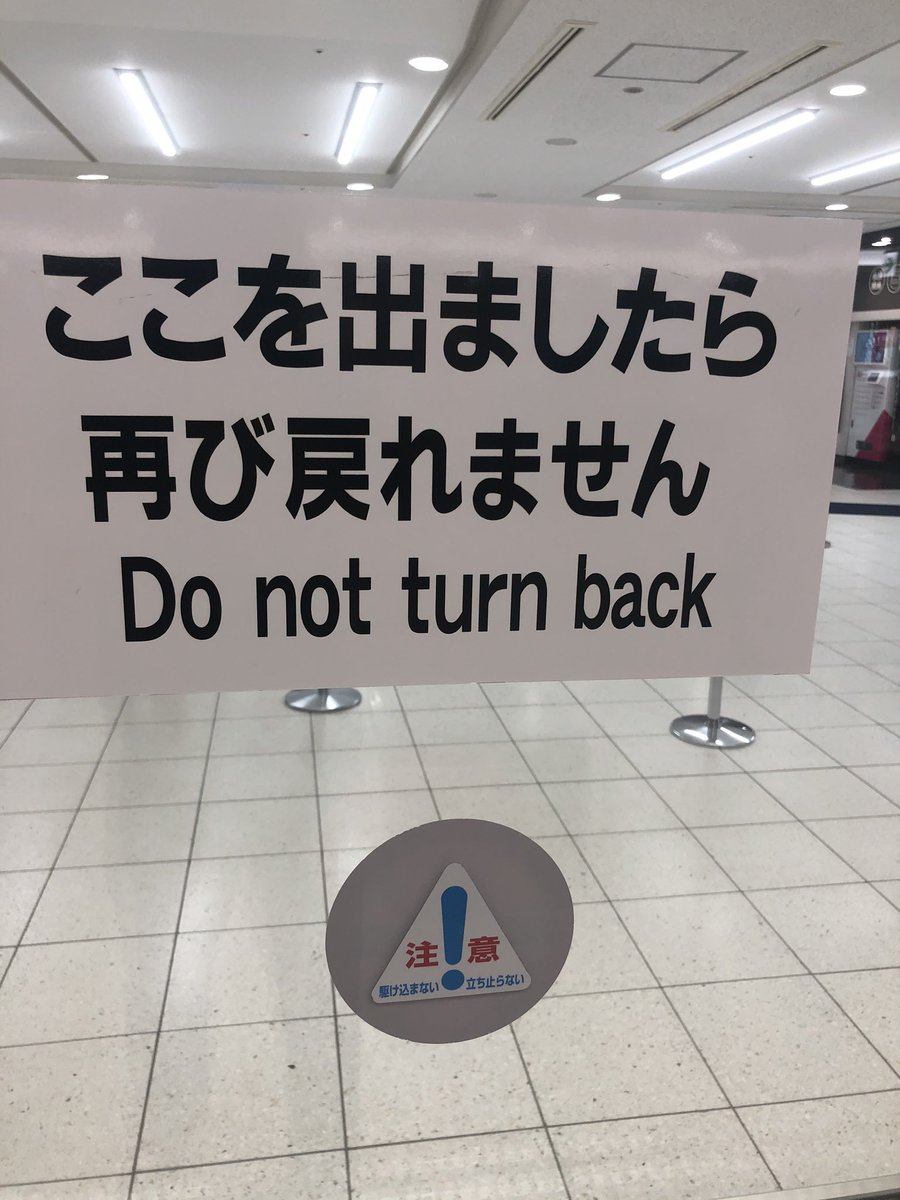 ここを出ましたら
再び戻れません
Do not turn back
注意
駆け込まない 立ち止らない